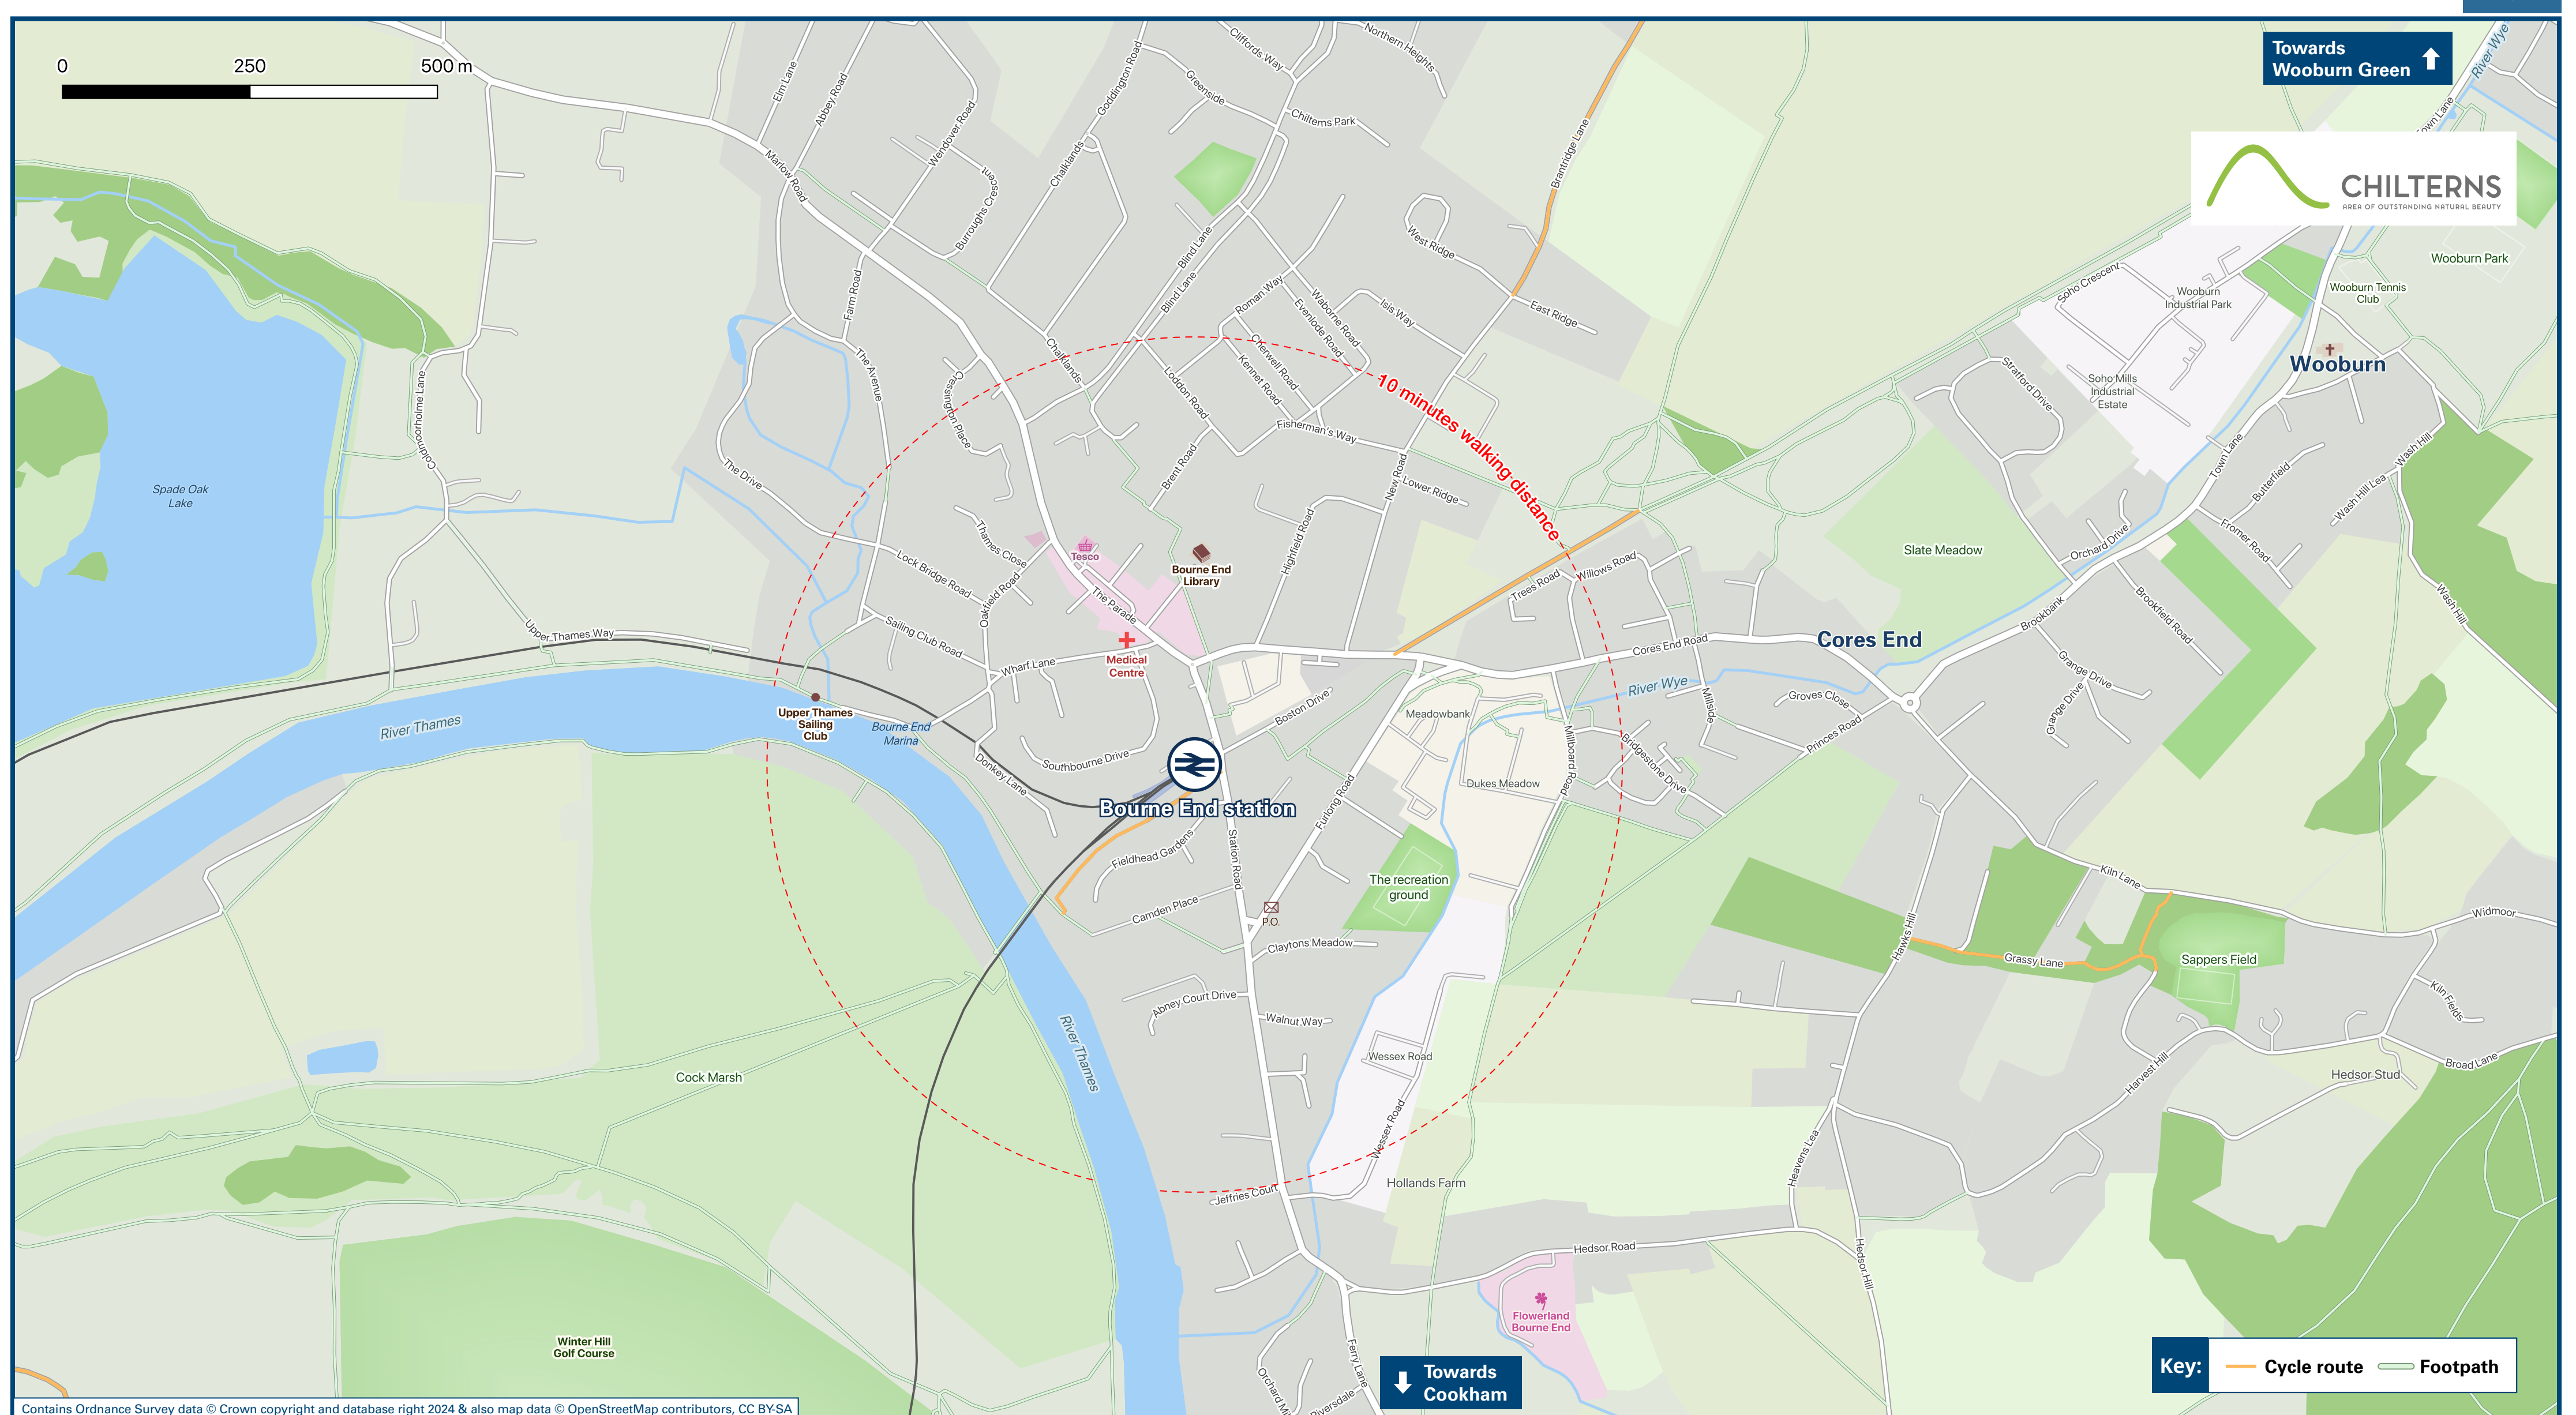 0 250 500 m
Towards
Wooburn Green
River Wye
Town Lane
CHILTERNS
AREA OF OUTSTANDING NATURAL BEAUTY
Elm Lane
Abbey Road
Wendover Road
Goddington Road
Cliffords Way
Northern Heights
Greenside
Chilterns Park
Chalklands
Marlow Road
Burroughs Crescent
Brantridge Lane
West Ridge
East Ridge
Blind Lane
Blind Lane
Roman Way
Waborne Road
Evenlode Road
Isis Way
Farm Road
The Avenue
Cressington Place
Chalklands
Loddon Road
Cherwell Road
Kennet Road
Fisherman's Way
Brent Road
New Road
Lower Ridge
Highfield Road
10 minutes walking distance
Soho Crescent
Wooburn
Industrial Park
Wooburn Park
Wooburn Tennis
Club
Wooburn
Soho Mills
Industrial
Estate
Stratford Drive
Town Lane
Butterfield
Wash Hill
Wash Hill Lea
Fromer Road
Orchard Drive
Wash Hill
Slate Meadow
Brookbank
Brookfield Road
Grange Drive
Grange Drive
Coldmoorholme Lane
Spade Oak
Lake
The Drive
Thames Close
Lock Bridge Road
Oakfield Road
Sailing Club Road
Wharf Lane
Upper Thames Way
Tesco
The Parade
Bourne End
Library
Medical
Centre
Trees Road
Willows Road
Cores End Road
Cores End
River Wye
Millside
Groves Close
Princes Road
Boston Drive
Meadowbank
Dukes Meadow
Millboard Road
Bridgestone Drive
River Thames
Upper Thames
Sailing
Club
Bourne End
Marina
Southbourne Drive
Donkey Lane
Bourne End station
Furlong Road
Fieldhead Gardens
Station Road
Camden Place
P.O.
Claytons Meadow
The recreation
ground
Abney Court Drive
Walnut Way
Wessex Road
Wessex Road
River Thames
Cock Marsh
Jeffries Court
Hollands Farm
Hedsor Road
Heavens Lea
Hedsor Hill
Hawks Hill
Kiln Lane
Grassy Lane
Sappers Field
Widmoor
Kiln Fields
Harvest Hill
Hedsor Stud
Broad Lane
Flowerland
Bourne End
Winter Hill
Golf Course
Ferry Lane
Riversdale
Towards
Cookham
Key: Cycle route Footpath
Contains Ordnance Survey data © Crown copyright and database right 2024 & also map data © OpenStreetMap contributors, CC BY-SA